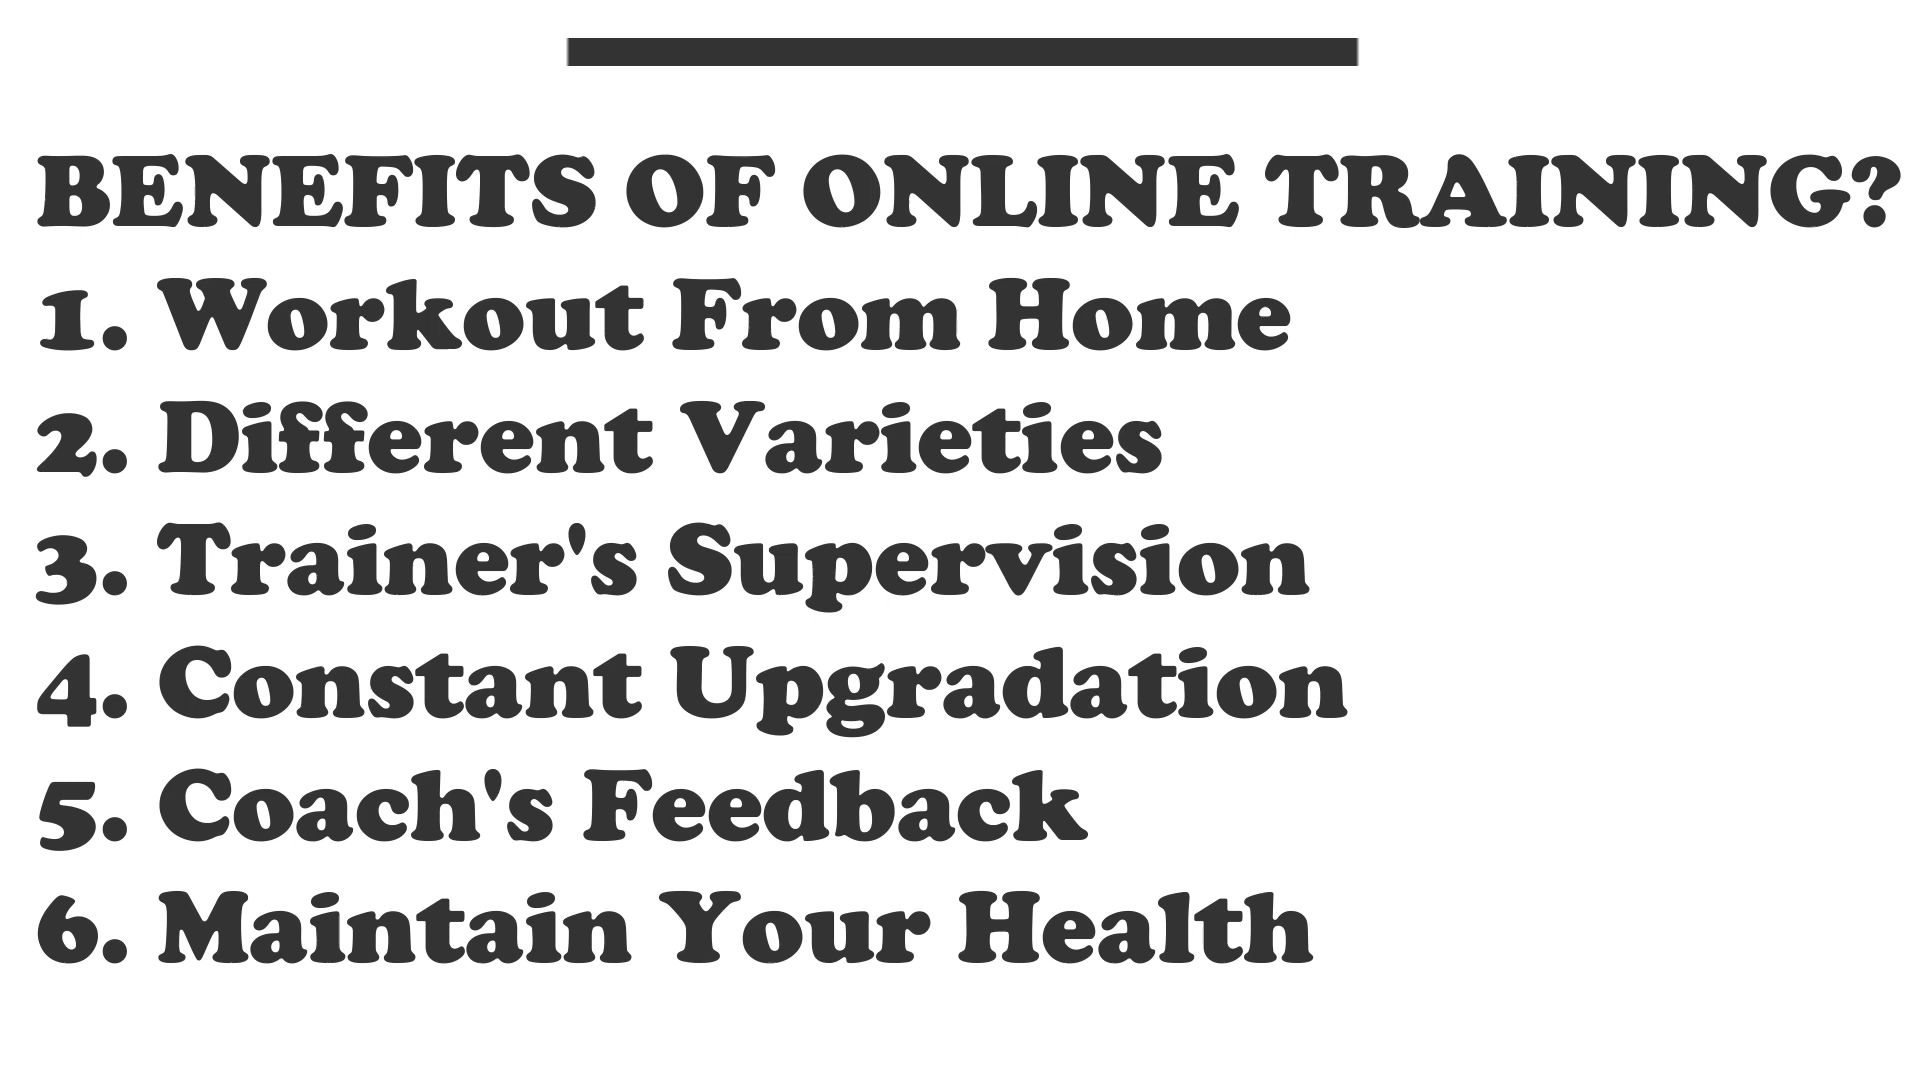 BENEFITS OF ONLINE TRAINING?
1. Workout From Home
2. Different Varieties
3. Trainer's Supervision
4. Constant Upgradation
5. Coach's Feedback
6. Maintain Your Health